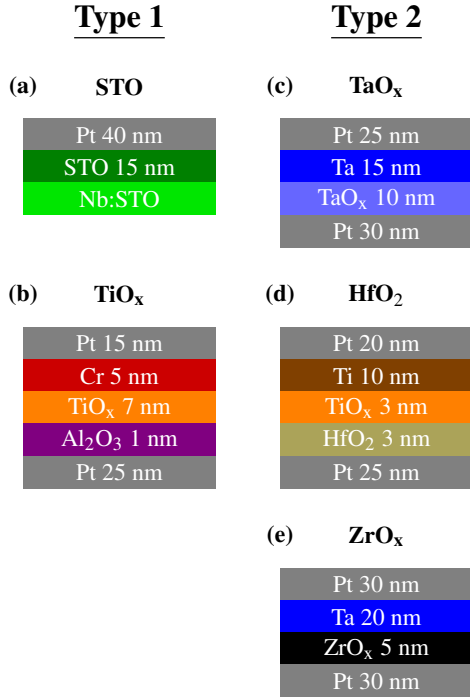 Type 1
(a) STO
Pt 40 nm
STO 15 nm
Nb:STO
(b) TiOₓ
Pt 15 nm
Cr 5 nm
TiOₓ 7 nm
Al₂O₃ 1 nm
Pt 25 nm
Type 2
(c) TaOₓ
Pt 25 nm
Ta 15 nm
TaOₓ 10 nm
Pt 30 nm
(d) HfO₂
Pt 20 nm
Ti 10 nm
TiOₓ 3 nm
HfO₂ 3 nm
Pt 25 nm
(e) ZrOₓ
Pt 30 nm
Ta 20 nm
ZrOₓ 5 nm
Pt 30 nm